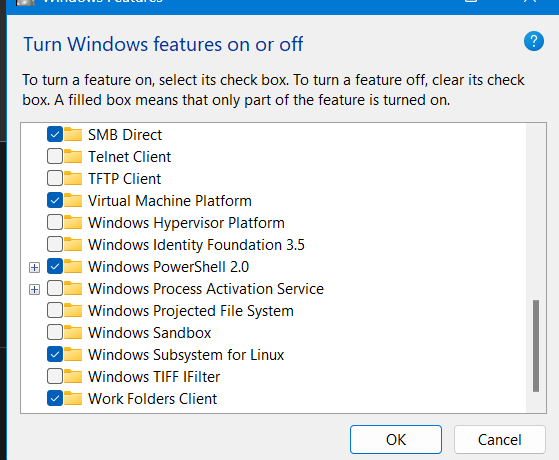 Windows Features
Turn Windows features on or off
?
To turn a feature on, select its check box. To turn a feature off, clear its check
box. A filled box means that only part of the feature is turned on.
SMB Direct
Telnet Client
TFTP Client
Virtual Machine Platform
Windows Hypervisor Platform
Windows Identity Foundation 3.5
Windows PowerShell 2.0
Windows Process Activation Service
Windows Projected File System
Windows Sandbox
Windows Subsystem for Linux
Windows TIFF IFilter
Work Folders Client
OK
Cancel